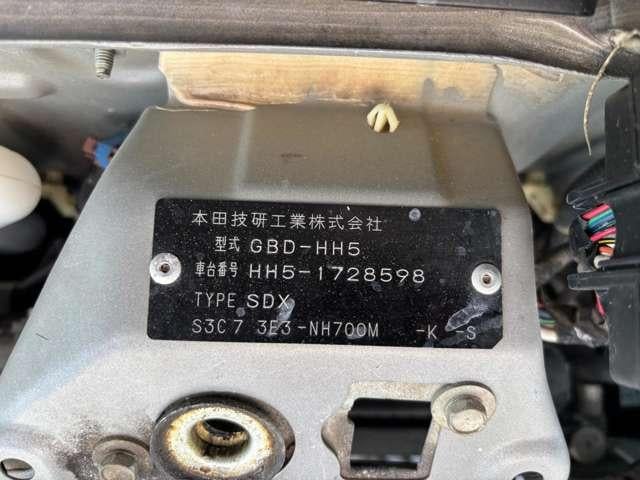 本田技研工業株式会社
型式 GBD-HH5
車台番号 HH5-1728598
TYPE SDX
S3C7 3E3-NH700M -K -S